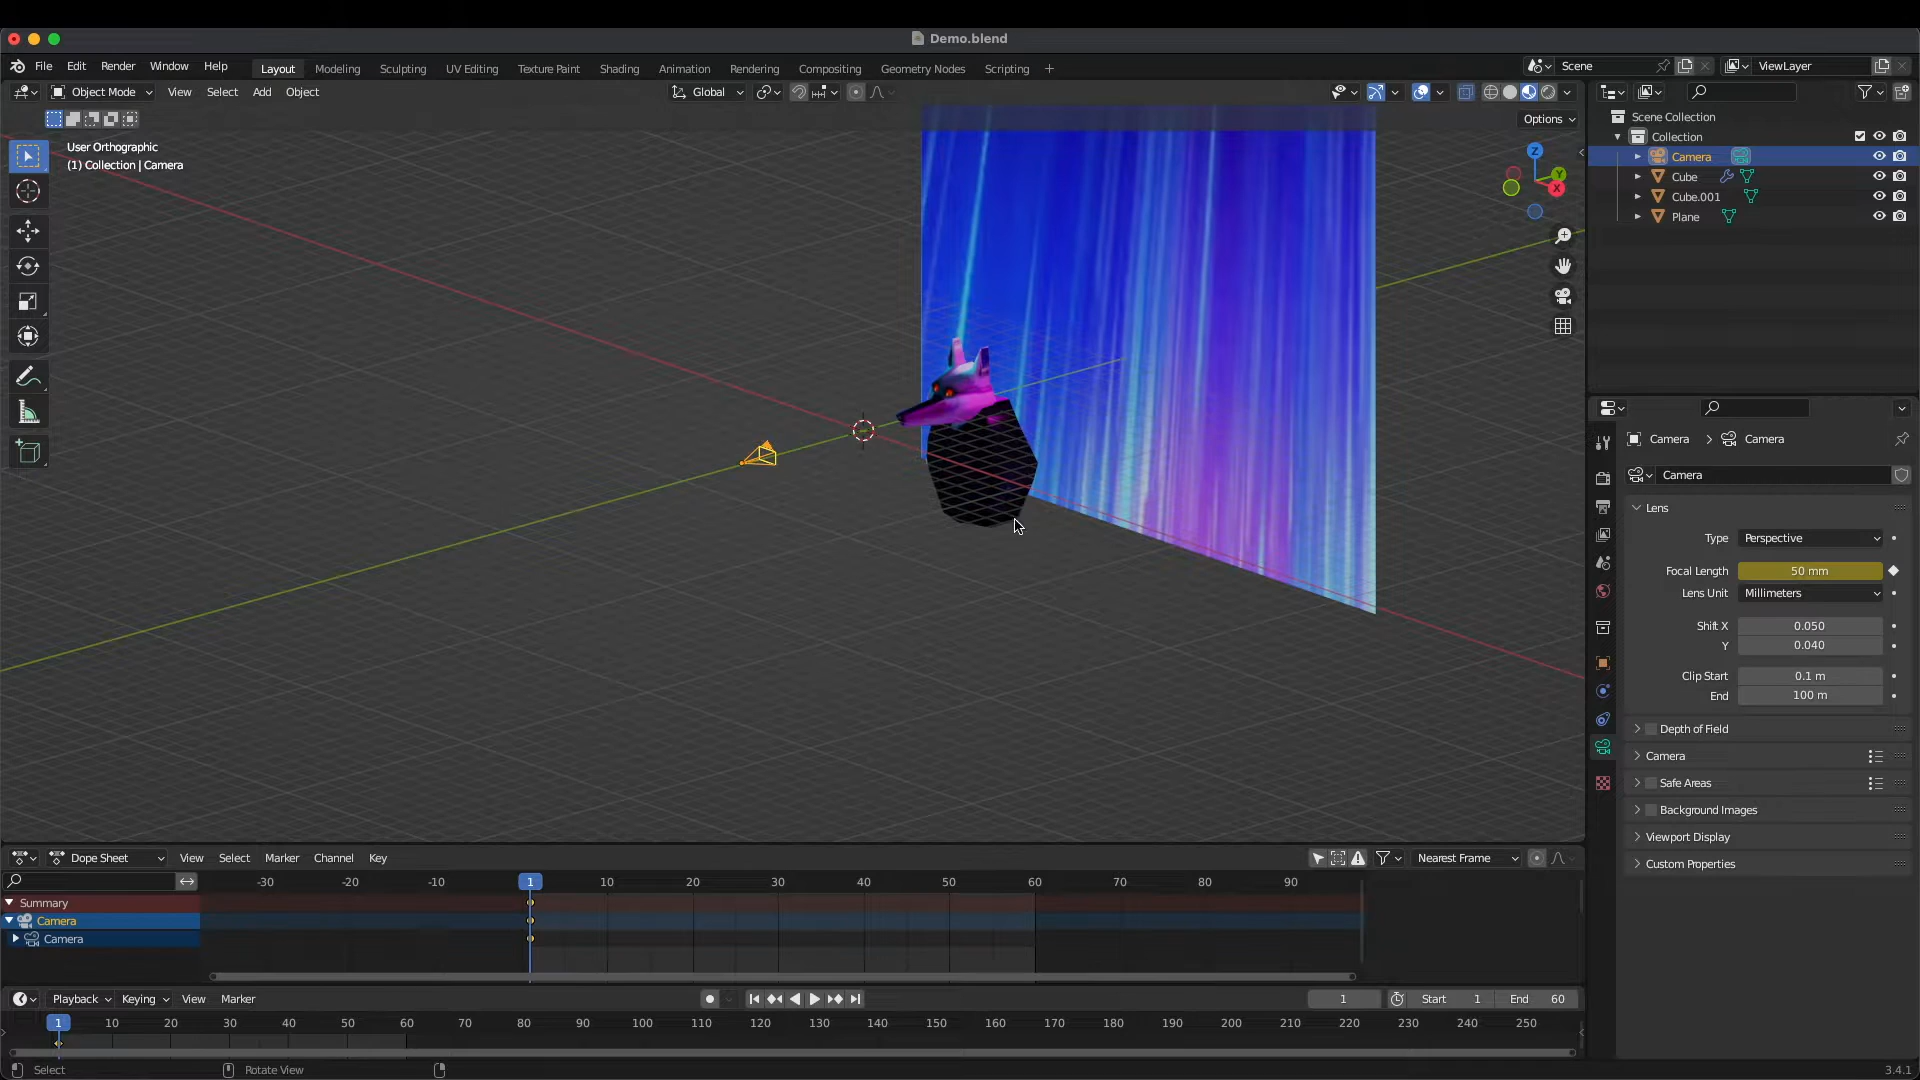 Demo.blend
File Edit Render Window Help Layout Modeling Sculpting UV Editing Texture Paint Shading Animation Rendering Compositing Geometry Nodes Scripting + Scene ViewLayer
Object Mode View Select Add Object Global
Options
User Orthographic
(1) Collection | Camera
Z
Y
X
Scene Collection
Collection
Camera
Cube
Cube.001
Plane
Camera > Camera
Camera
Lens
Type Perspective
Focal Length 50 mm
Lens Unit Millimeters
Shift X 0.050
Y 0.040
Clip Start 0.1 m
End 100 m
Depth of Field
Camera
Safe Areas
Background Images
Viewport Display
Custom Properties
Dope Sheet View Select Marker Channel Key Nearest Frame
-30 -20 -10 1 10 20 30 40 50 60 70 80 90
Summary
Camera
Camera
Playback Keying View Marker 1 Start 1 End 60
1 10 20 30 40 50 60 70 80 90 100 110 120 130 140 150 160 170 180 190 200 210 220 230 240 250
Select Rotate View 3.4.1